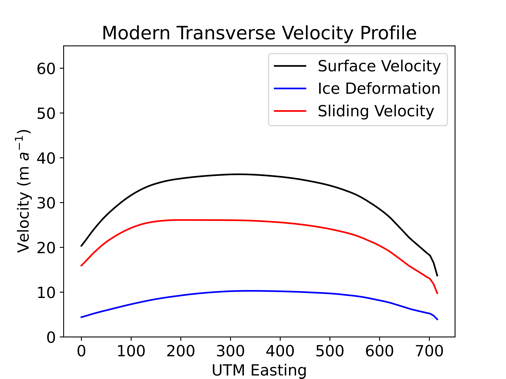 Modern Transverse Velocity Profile
Surface Velocity
Ice Deformation
Sliding Velocity
Velocity (m a⁻¹)
60
50
40
30
20
10
0
0 100 200 300 400 500 600 700
UTM Easting